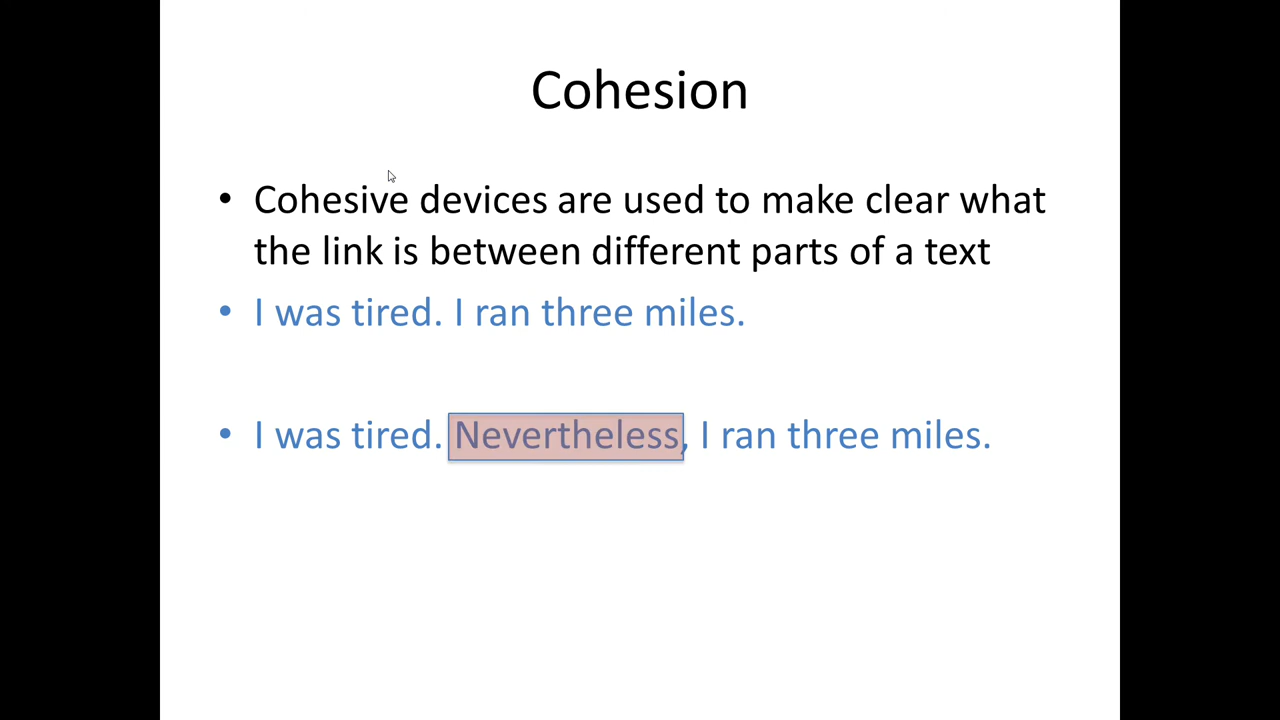 Cohesion
• Cohesive devices are used to make clear what
the link is between different parts of a text
• I was tired. I ran three miles.
• I was tired. Nevertheless, I ran three miles.